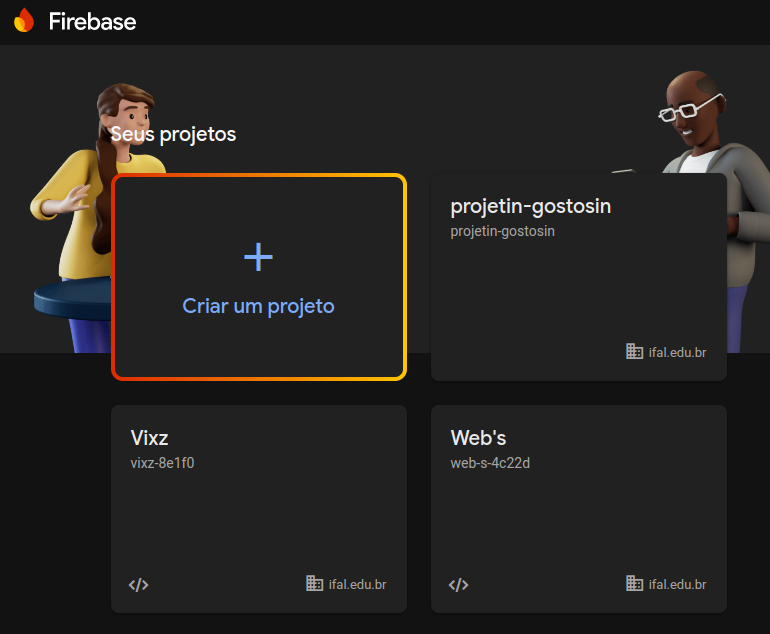 Firebase
Seus projetos
Criar um projeto
projetin-gostosin
projetin-gostosin
ifal.edu.br
Vixz
vixz-8e1f0
ifal.edu.br
Web's
web-s-4c22d
ifal.edu.br